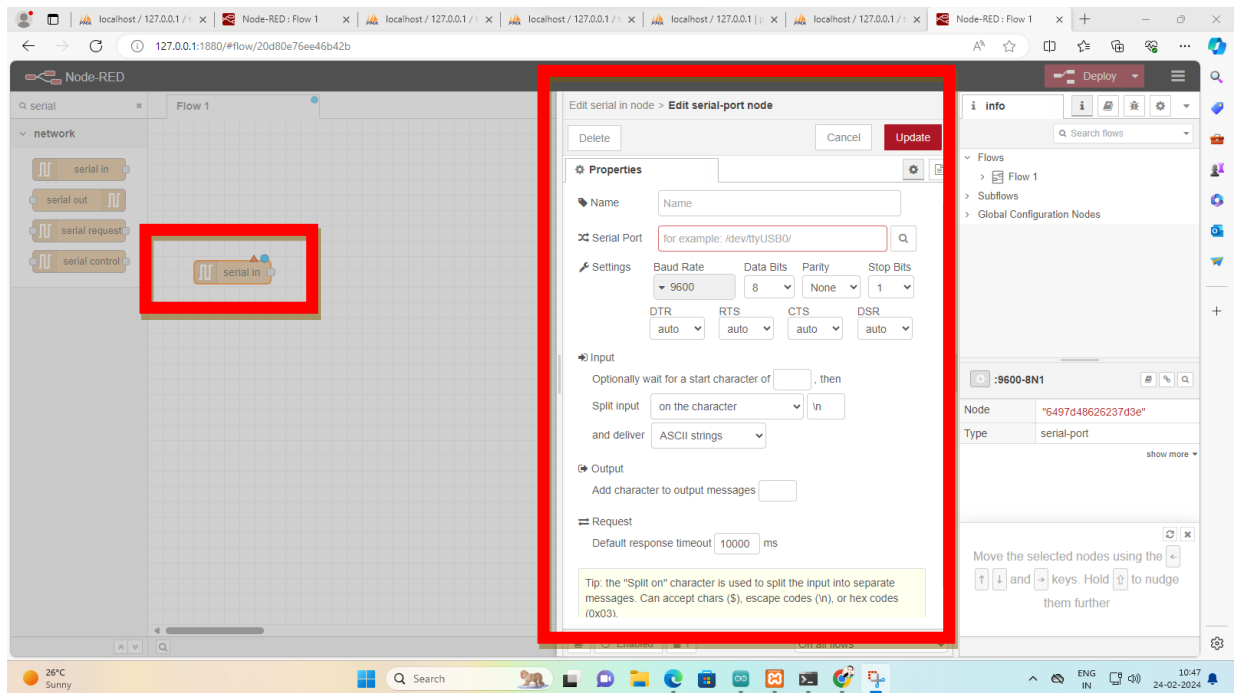 localhost / 127.0.0.1 / t
Node-RED : Flow 1
localhost / 127.0.0.1 / t
localhost / 127.0.0.1 / t
localhost / 127.0.0.1 | p
localhost / 127.0.0.1 / t
Node-RED : Flow 1
127.0.0.1:1880/#flow/20d80e76ee46b42b
Node-RED
Deploy
serial
Flow 1
network
serial in
serial out
serial request
serial control
serial in
Edit serial in node > Edit serial-port node
Delete
Cancel
Update
Properties
Name
Name
Serial Port
for example: /dev/ttyUSB0/
Settings
Baud Rate
Data Bits
Parity
Stop Bits
9600
8
None
1
DTR
RTS
CTS
DSR
auto
auto
auto
auto
Input
Optionally wait for a start character of , then
Split input
on the character
\n
and deliver
ASCII strings
Output
Add character to output messages
Request
Default response timeout 10000 ms
Tip: the "Split on" character is used to split the input into separate
messages. Can accept chars ($), escape codes (\n), or hex codes
(0x03).
Enabled
On all flows
info
Search flows
Flows
Flow 1
Subflows
Global Configuration Nodes
:9600-8N1
Node
"6497d48626237d3e"
Type
serial-port
show more
Move the selected nodes using the ←
↑ ↓ and → keys. Hold ⇧ to nudge
them further
26°C
Sunny
Search
ENG
IN
10:47
24-02-2024